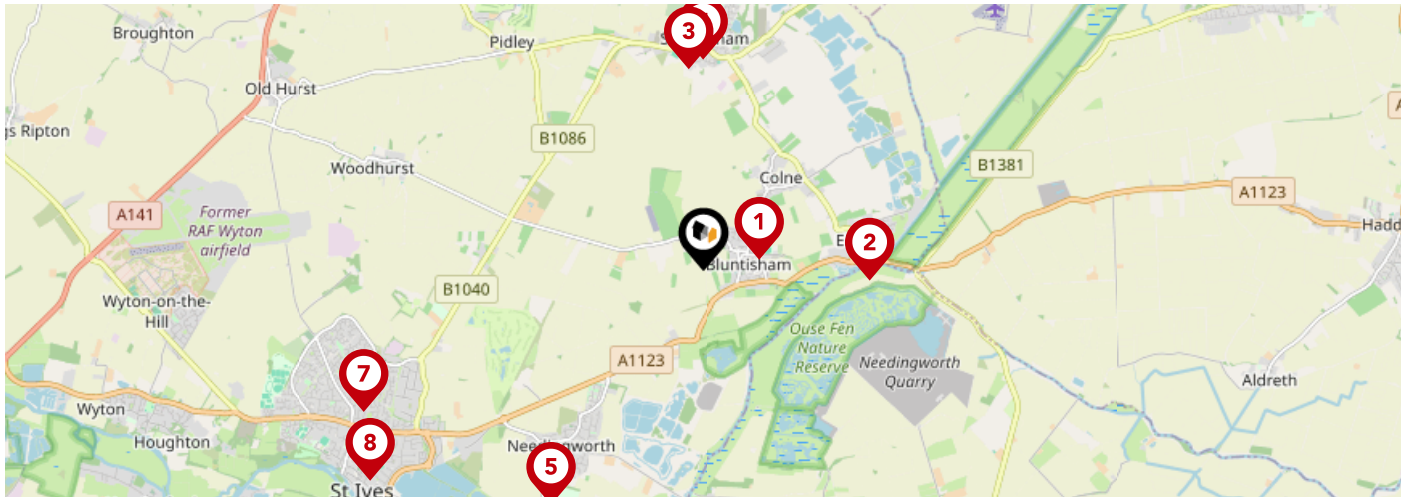 Broughton
Pidley
3
Old Hurst
gs Ripton
B1086
B1381
Woodhurst
Colne
A1123
A141
Former
RAF Wyton
airfield
1
2
Hadd
Bluntisham
B1040
Wyton-on-the-
Hill
Ouse Fen
Nature
Reserve
Needingworth
Quarry
A1123
7
Aldreth
Wyton
Houghton
8
Needingworth
5
St Ives